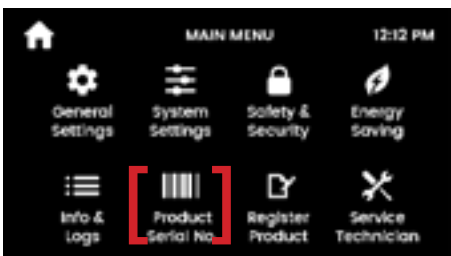 MAIN MENU
12:12 PM
General
Settings
System
Settings
Safety &
Security
Energy
Saving
Info &
Logs
Product
Serial No.
Register
Product
Service
Technician